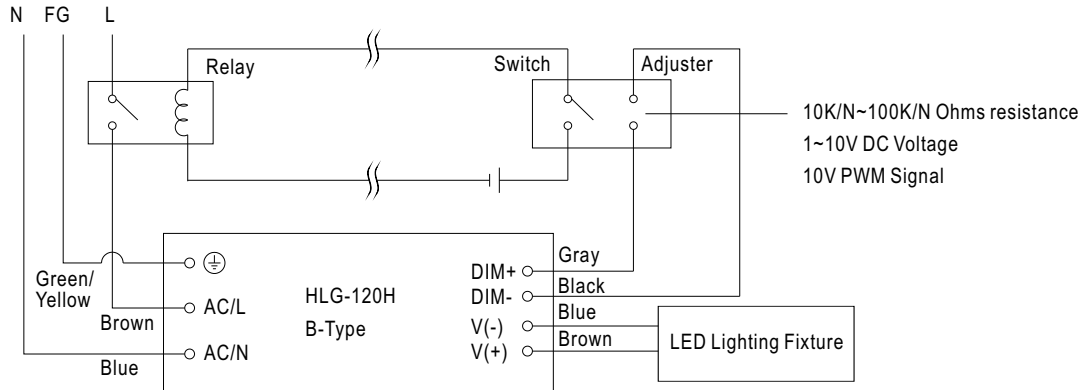 N FG L
Relay
Switch
Adjuster
10K/N~100K/N Ohms resistance
1~10V DC Voltage
10V PWM Signal
Green/
Yellow
Brown
Blue
AC/L
AC/N
HLG-120H
B-Type
DIM+
DIM-
V(-)
V(+)
Gray
Black
Blue
Brown
LED Lighting Fixture